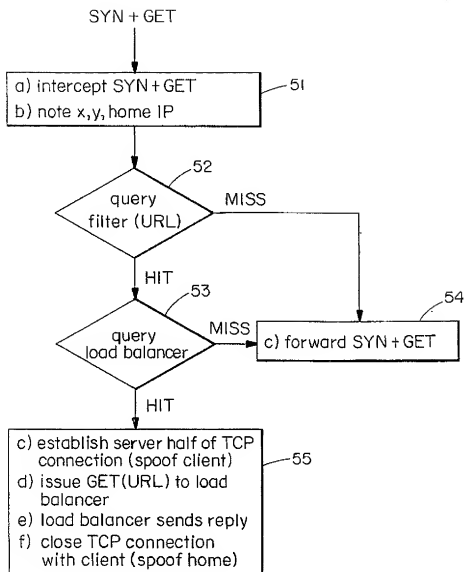 SYN + GET
a) intercept SYN + GET
b) note x,y, home IP
51
52
query
filter (URL)
MISS
HIT
53
54
query
load balancer
MISS
c) forward SYN + GET
HIT
c) establish server half of TCP
connection (spoof client)
d) issue GET(URL) to load
balancer
e) load balancer sends reply
f) close TCP connection
with client (spoof home)
55